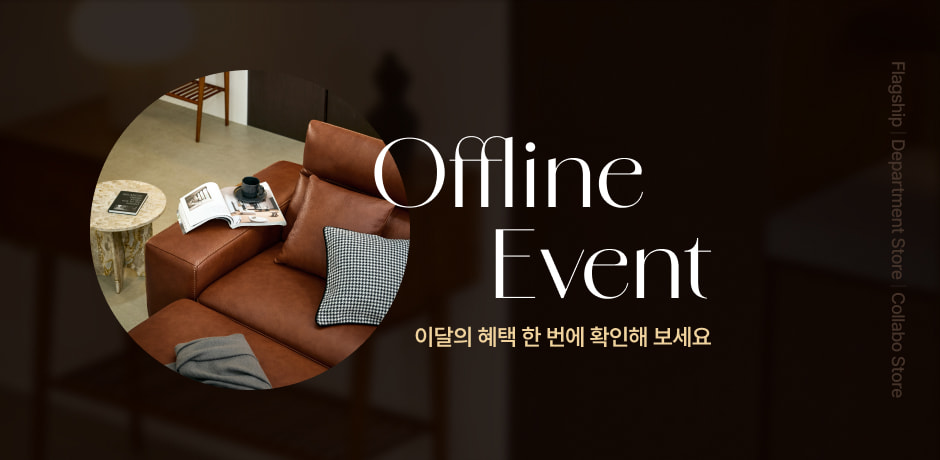 Offline
Event
이달의 혜택 한 번에 확인해 보세요
Flagship | Department Store | Collabo Store